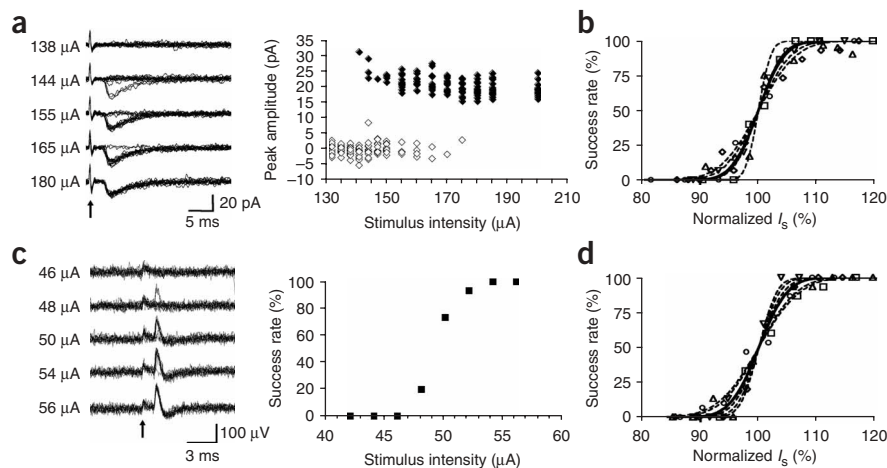 a
138 μA
144 μA
155 μA
165 μA
180 μA
20 pA
5 ms
Peak amplitude (pA)
35
30
25
20
15
10
5
0
−5
−10
130 150 170 190 210
Stimulus intensity (μA)
b
Success rate (%)
100
75
50
25
0
80 90 100 110 120
Normalized Is (%)
c
46 μA
48 μA
50 μA
54 μA
56 μA
100 μV
3 ms
Success rate (%)
100
80
60
40
20
0
40 45 50 55 60
Stimulus intensity (μA)
d
Success rate (%)
100
75
50
25
0
80 90 100 110 120
Normalized Is (%)